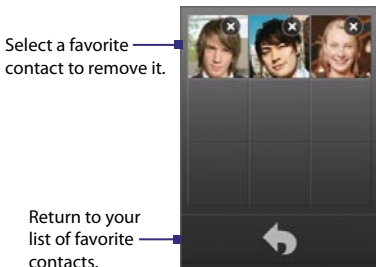 Select a favorite
contact to remove it.
Return to your
list of favorite
contacts.